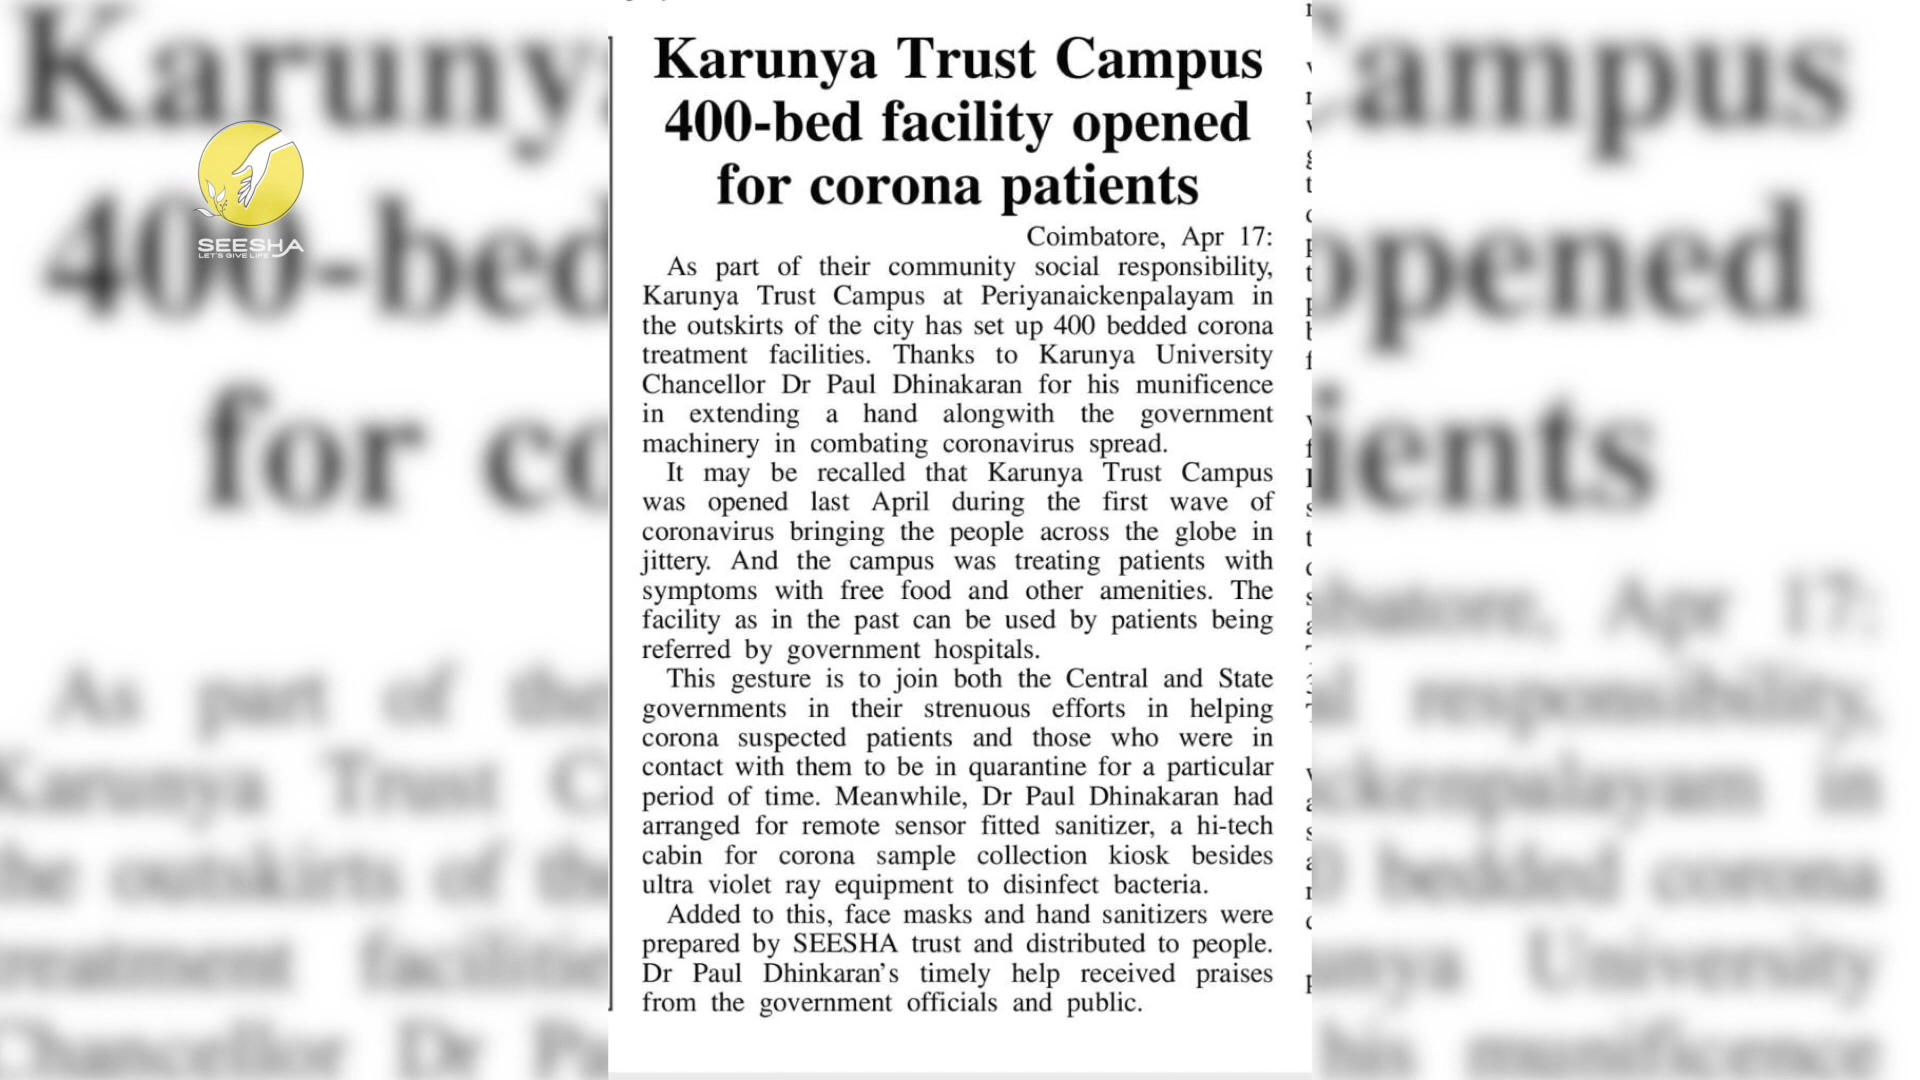 Karunya Trust Campus
400-bed facility opened
for corona patients
Coimbatore, Apr 17:
As part of their community social responsibility,
Karunya Trust Campus at Periyanaickenpalayam in
the outskirts of the city has set up 400 bedded corona
treatment facilities. Thanks to Karunya University
Chancellor Dr Paul Dhinakaran for his munificence
in extending a hand alongwith the government
machinery in combating coronavirus spread.
It may be recalled that Karunya Trust Campus
was opened last April during the first wave of
coronavirus bringing the people across the globe in
jittery. And the campus was treating patients with
symptoms with free food and other amenities. The
facility as in the past can be used by patients being
referred by government hospitals.
This gesture is to join both the Central and State
governments in their strenuous efforts in helping
corona suspected patients and those who were in
contact with them to be in quarantine for a particular
period of time. Meanwhile, Dr Paul Dhinakaran had
arranged for remote sensor fitted sanitizer, a hi-tech
cabin for corona sample collection kiosk besides
ultra violet ray equipment to disinfect bacteria.
Added to this, face masks and hand sanitizers were
prepared by SEESHA trust and distributed to people.
Dr Paul Dhinkaran's timely help received praises
from the government officials and public.
SEESHA
LET'S GIVE LIFE